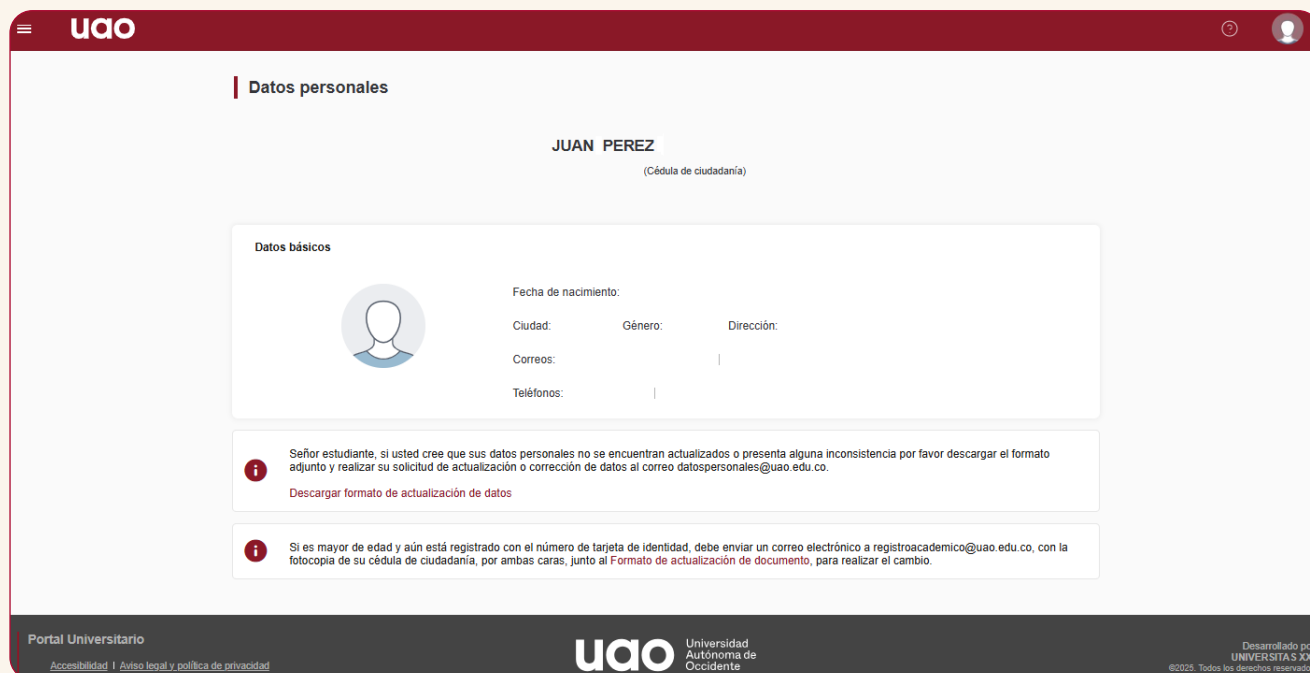 uao
?
Datos personales
JUAN PEREZ
(Cédula de ciudadanía)
Datos básicos
Fecha de nacimiento:
Ciudad: Género: Dirección:
Correos: |
Teléfonos: |
Señor estudiante, si usted cree que sus datos personales no se encuentran actualizados o presenta alguna inconsistencia por favor descargar el formato
adjunto y realizar su solicitud de actualización o corrección de datos al correo datospersonales@uao.edu.co.
Descargar formato de actualización de datos
Si es mayor de edad y aún está registrado con el número de tarjeta de identidad, debe enviar un correo electrónico a registroacademico@uao.edu.co, con la
fotocopia de su cédula de ciudadanía, por ambas caras, junto al Formato de actualización de documento, para realizar el cambio.
Portal Universitario
Accesibilidad | Aviso legal y política de privacidad
uao Universidad
Autónoma de
Occidente
Desarrollado po
UNIVERSITAS XX
©2025. Todos los derechos reservado